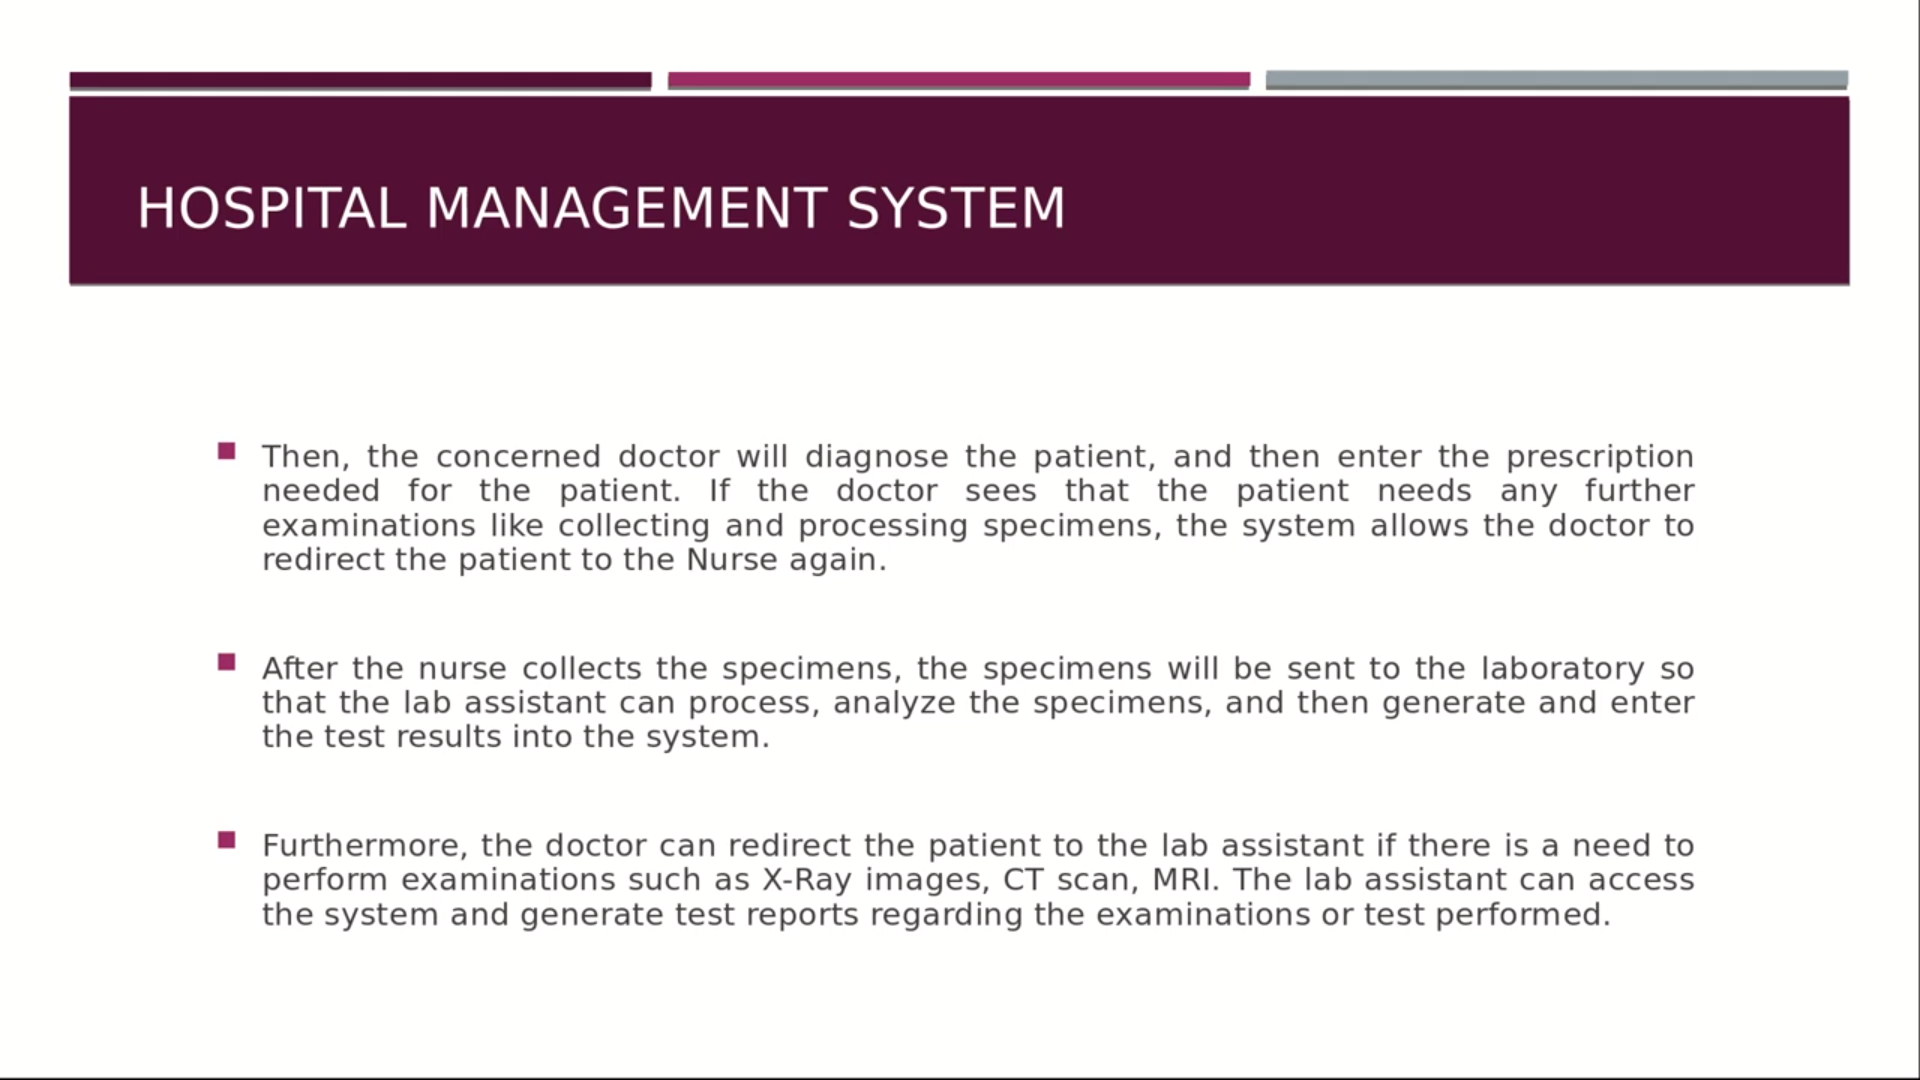 HOSPITAL MANAGEMENT SYSTEM
Then, the concerned doctor will diagnose the patient, and then enter the prescription
needed for the patient. If the doctor sees that the patient needs any further
examinations like collecting and processing specimens, the system allows the doctor to
redirect the patient to the Nurse again.
After the nurse collects the specimens, the specimens will be sent to the laboratory so
that the lab assistant can process, analyze the specimens, and then generate and enter
the test results into the system.
Furthermore, the doctor can redirect the patient to the lab assistant if there is a need to
perform examinations such as X-Ray images, CT scan, MRI. The lab assistant can access
the system and generate test reports regarding the examinations or test performed.